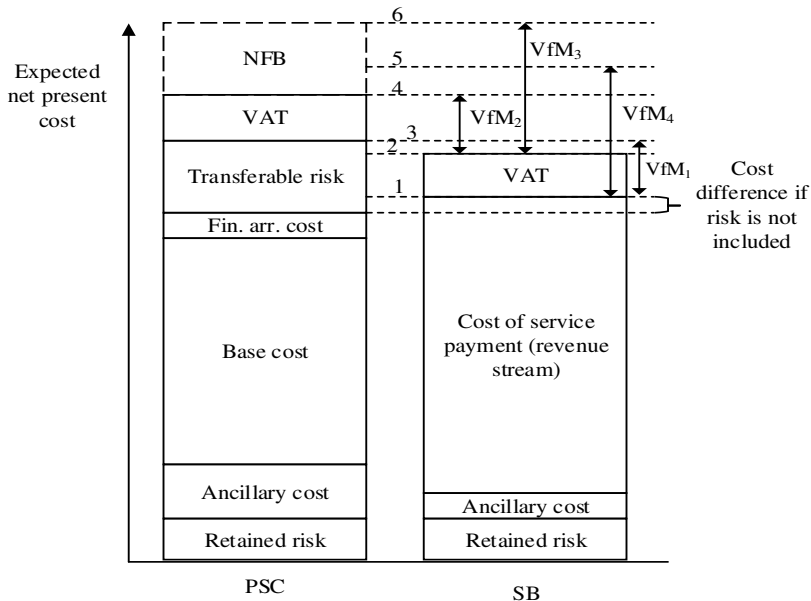 Expected
net present
cost
NFB
VAT
Transferable risk
Fin. arr. cost
Base cost
Ancillary cost
Retained risk
PSC
6
5
4
3
2
1
VfM3
VfM4
VfM2
VfM1
VAT
Cost of service
payment (revenue
stream)
Ancillary cost
Retained risk
SB
Cost
difference if
risk is not
included